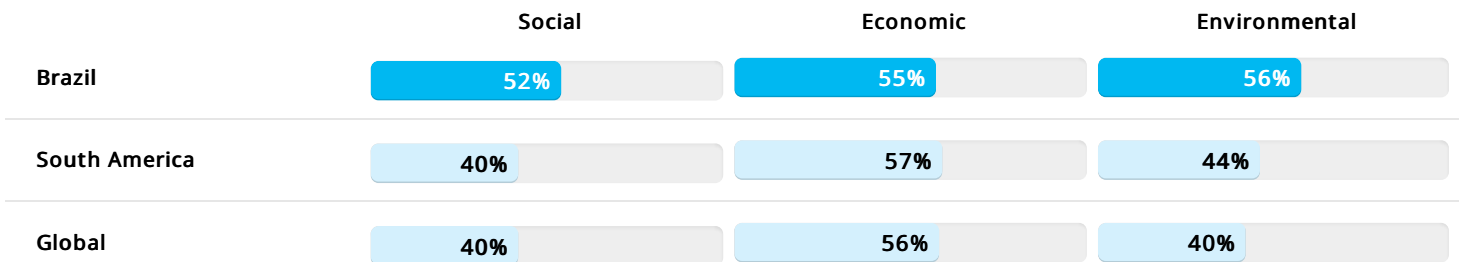 Social Economic Environmental
Brazil 52% 55% 56%
South America 40% 57% 44%
Global 40% 56% 40%